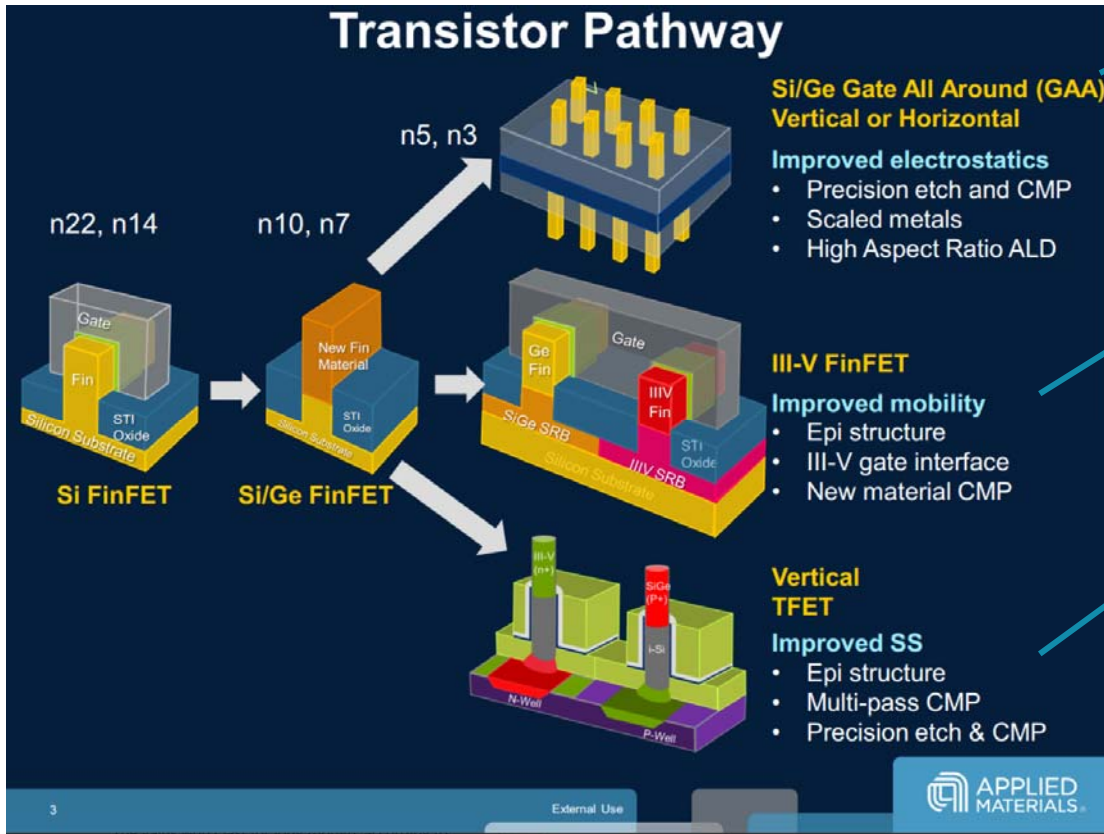 Transistor Pathway
n22, n14
n10, n7
n5, n3
Gate
Fin
STI
Oxide
Silicon Substrate
Si FinFET
New Fin
Material
STI
Oxide
Silicon Substrate
Si/Ge FinFET
Si/Ge Gate All Around (GAA)
Vertical or Horizontal
Improved electrostatics
• Precision etch and CMP
• Scaled metals
• High Aspect Ratio ALD
Ge
Fin
Gate
IIIV
Fin
SiGe SRB
IIIV SRB
STI
Oxide
Silicon Substrate
III-V FinFET
Improved mobility
• Epi structure
• III-V gate interface
• New material CMP
III-V
(n+)
SiGe
(P+)
i-Si
N-Well
P-Well
Vertical
TFET
Improved SS
• Epi structure
• Multi-pass CMP
• Precision etch & CMP
3
External Use
APPLIED
MATERIALS®